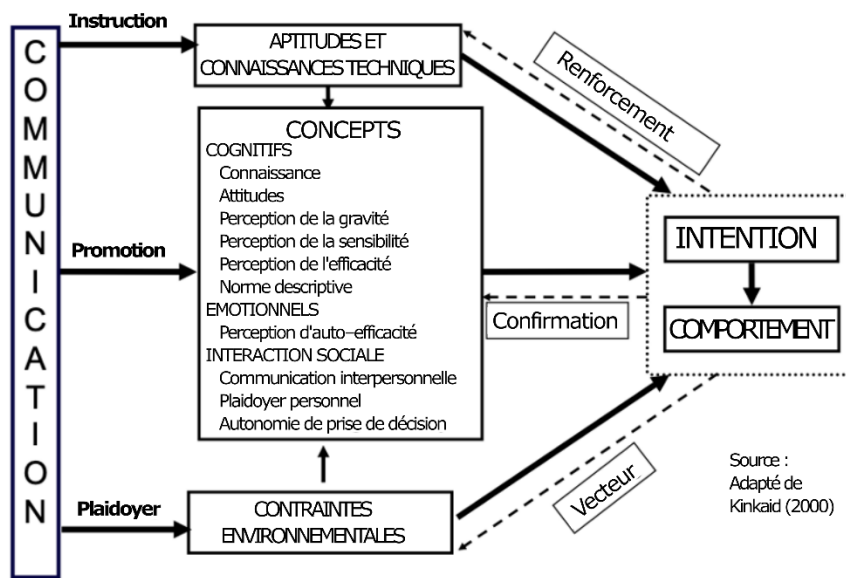 COMMUNICATION
Instruction
APTITUDES ET
CONNAISSANCES TECHNIQUES
Renforcement
CONCEPTS
COGNITIFS
Connaissance
Attitudes
Perception de la gravité
Perception de la sensibilité
Perception de l'efficacité
Norme descriptive
EMOTIONNELS
Perception d'auto-efficacité
INTERACTION SOCIALE
Communication interpersonnelle
Plaidoyer personnel
Autonomie de prise de décision
Promotion
Confirmation
INTENTION
COMPORTEMENT
Plaidoyer
CONTRAINTES
ENVIRONNEMENTALES
Vecteur
Source :
Adapté de
Kinkaid (2000)